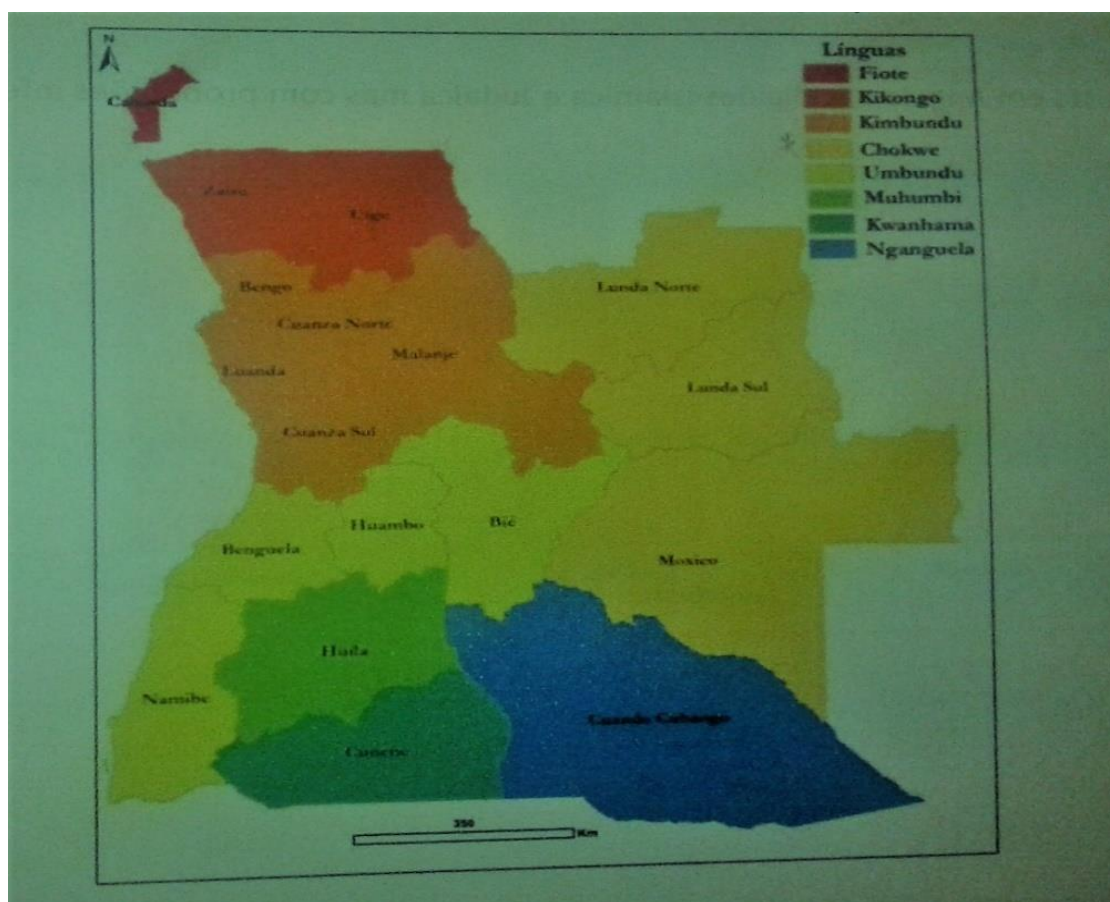 N
Línguas
Fiote
Kikongo
Kimbundu
Chokwe
Umbundu
Muhumbi
Kwanhama
Nganguela
Cabinda
Zaire
Uige
Bengo
Lunda Norte
Cuanza Norte
Malanje
Luanda
Lunda Sul
Cuanza Sul
Huambo
Bié
Benguela
Moxico
Huíla
Namibe
Cuando Cubango
Cunene
350
Km